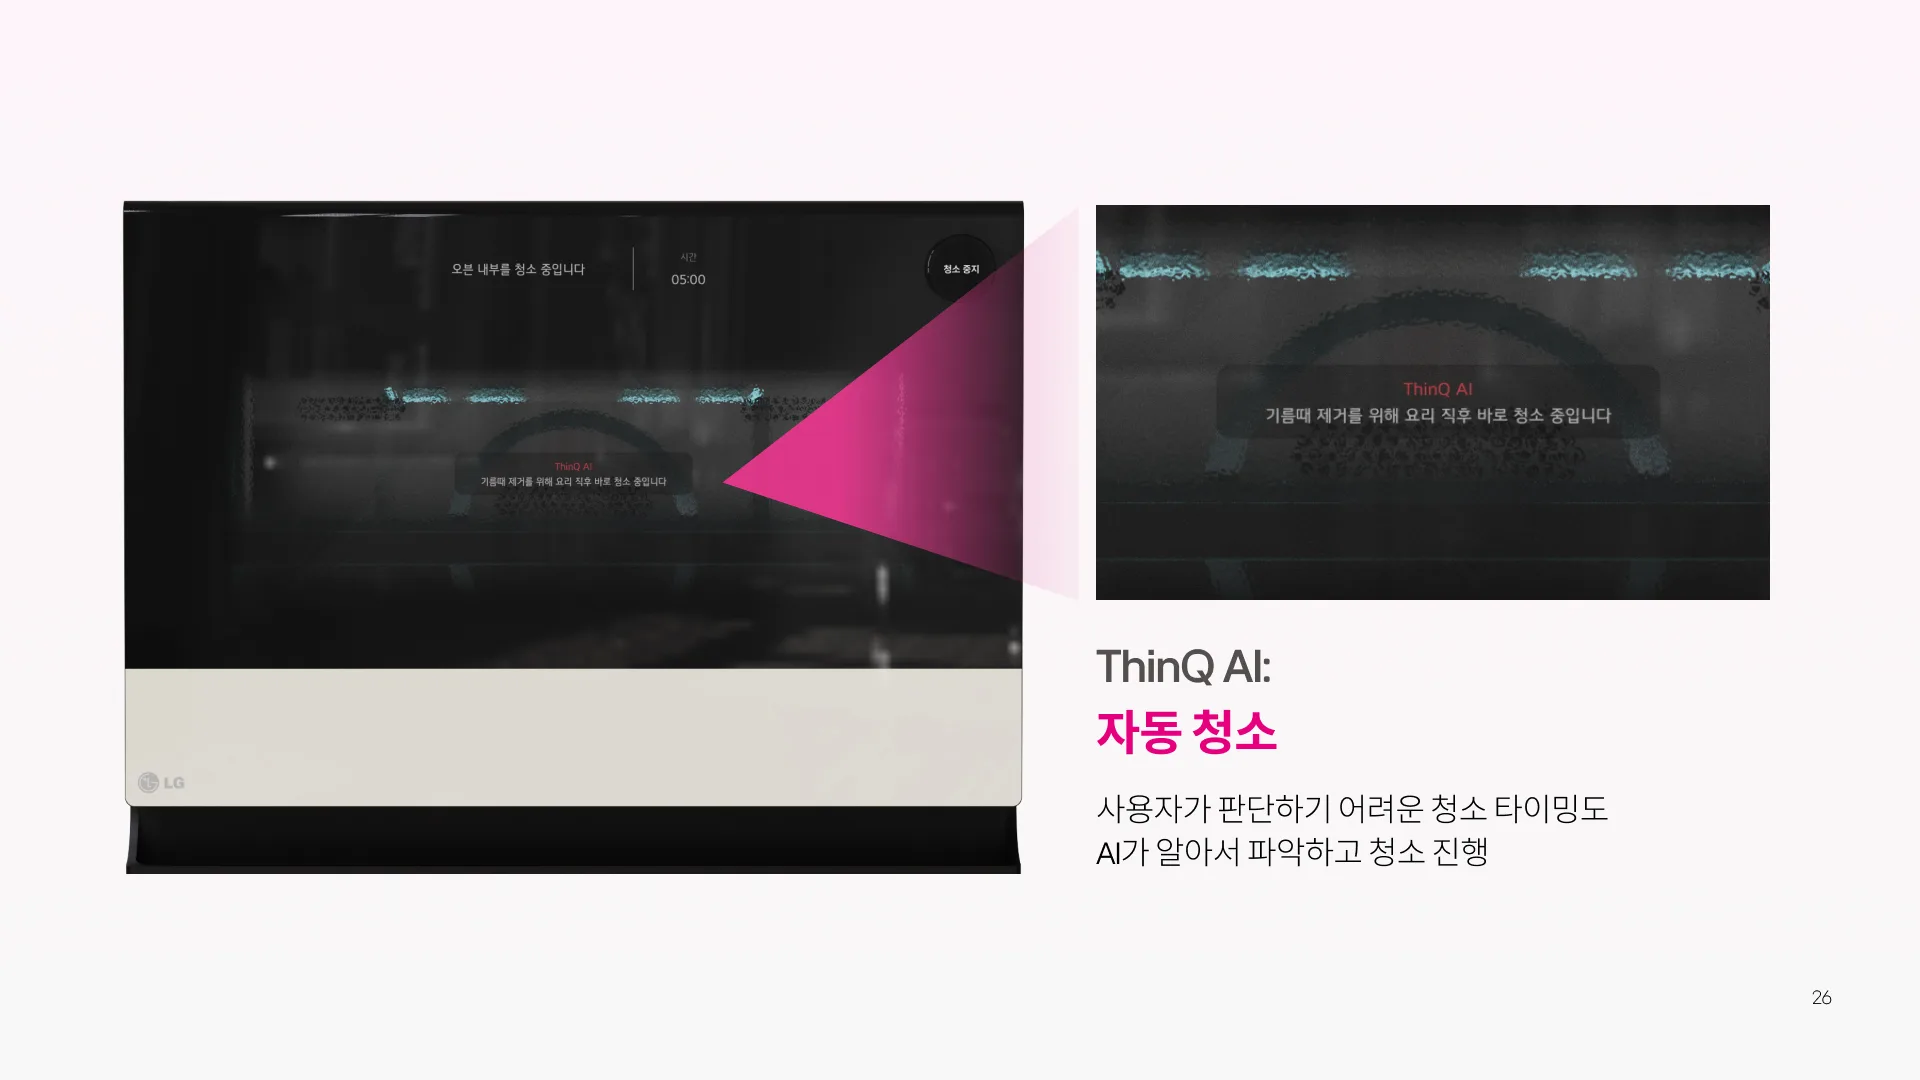 오븐 내부를 청소 중입니다
시간
05:00
청소 중지
ThinQ AI
기름때 제거를 위해 요리 직후 바로 청소 중입니다
LG
ThinQ AI
기름때 제거를 위해 요리 직후 바로 청소 중입니다
ThinQ AI:
자동 청소
사용자가 판단하기 어려운 청소 타이밍도
AI가 알아서 파악하고 청소 진행
26